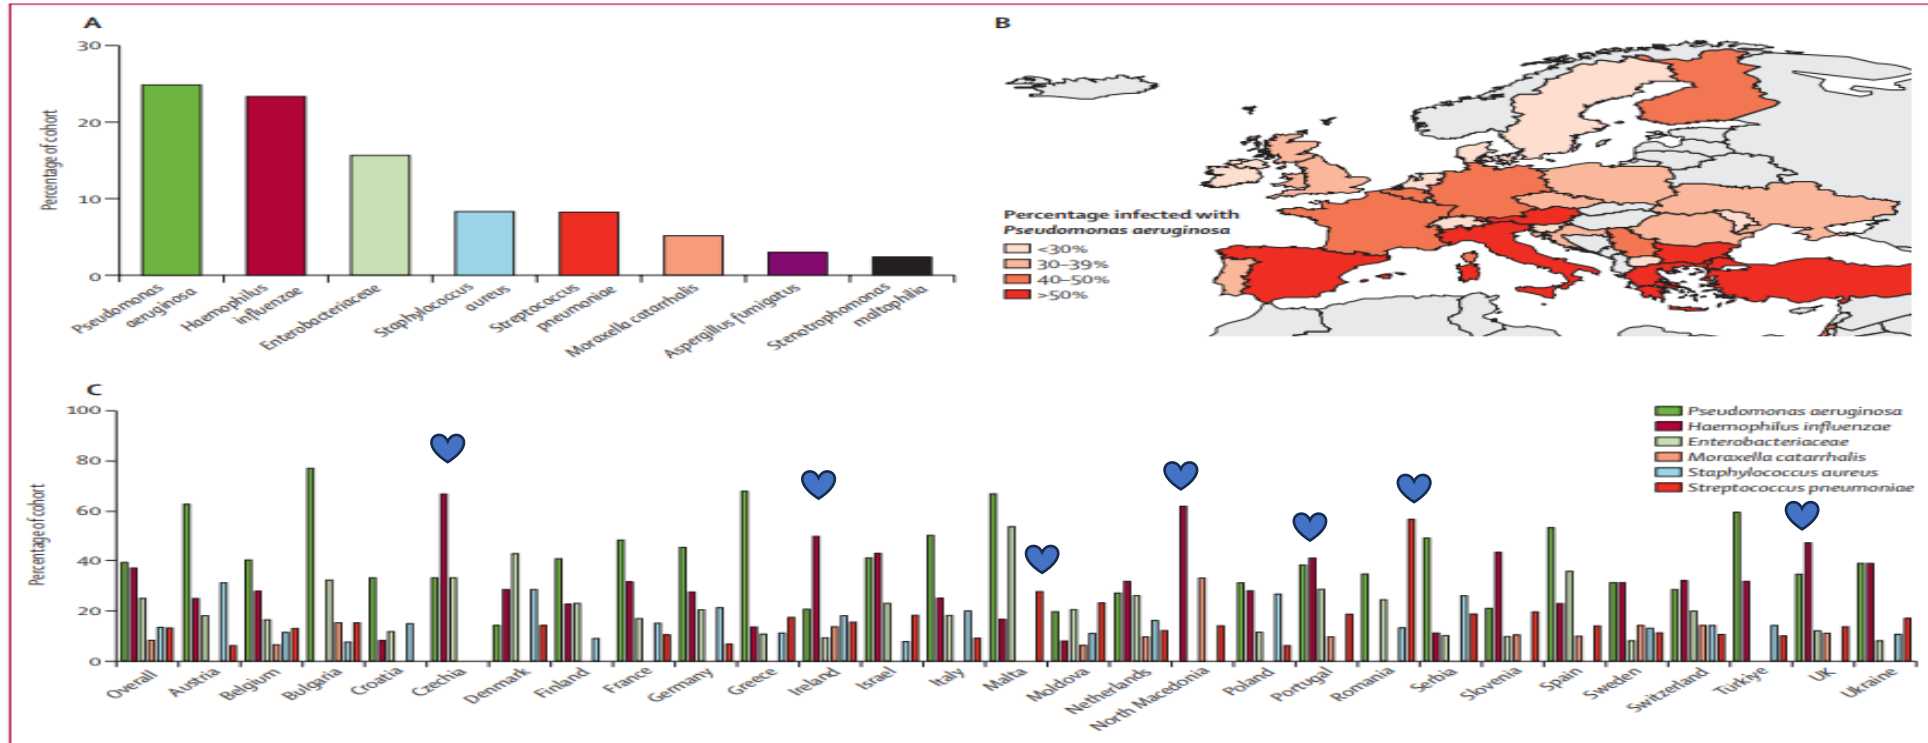 A
30
20
10
0
Percentage of cohort
Pseudomonas
aeruginosa
Haemophilus
influenzae
Enterobacteriaceae
Staphylococcus
aureus
Streptococcus
pneumoniae
Moraxella catarrhalis
Aspergillus fumigatus
Stenotrophomonas
maltophilia
B
Percentage infected with
Pseudomonas aeruginosa
<30%
30–39%
40–50%
>50%
C
100
80
60
40
20
0
Percentage of cohort
Pseudomonas aeruginosa
Haemophilus influenzae
Enterobacteriaceae
Moraxella catarrhalis
Staphylococcus aureus
Streptococcus pneumoniae
Overall
Austria
Belgium
Bulgaria
Croatia
Czechia
Denmark
Finland
France
Germany
Greece
Ireland
Israel
Italy
Malta
Moldova
Netherlands
North Macedonia
Poland
Portugal
Romania
Serbia
Slovenia
Spain
Sweden
Switzerland
Türkiye
UK
Ukraine